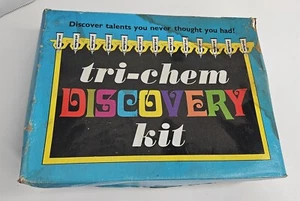 Discover talents you never thought you had!
tri-chem
DISCOVERY
kit